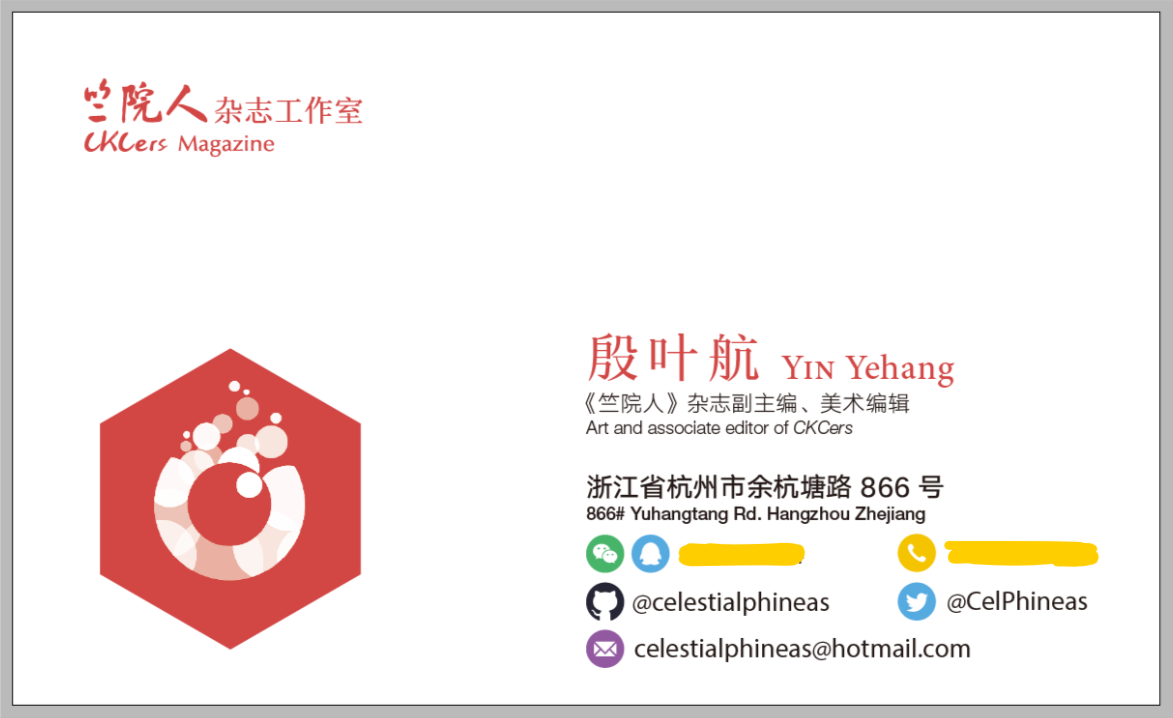 竺院人杂志工作室
CKCers Magazine
殷叶航 YIN Yehang
《竺院人》杂志副主编、美术编辑
Art and associate editor of CKCers
浙江省杭州市余杭塘路 866 号
866# Yuhangtang Rd. Hangzhou Zhejiang
@celestialphineas @CelPhineas
celestialphineas@hotmail.com